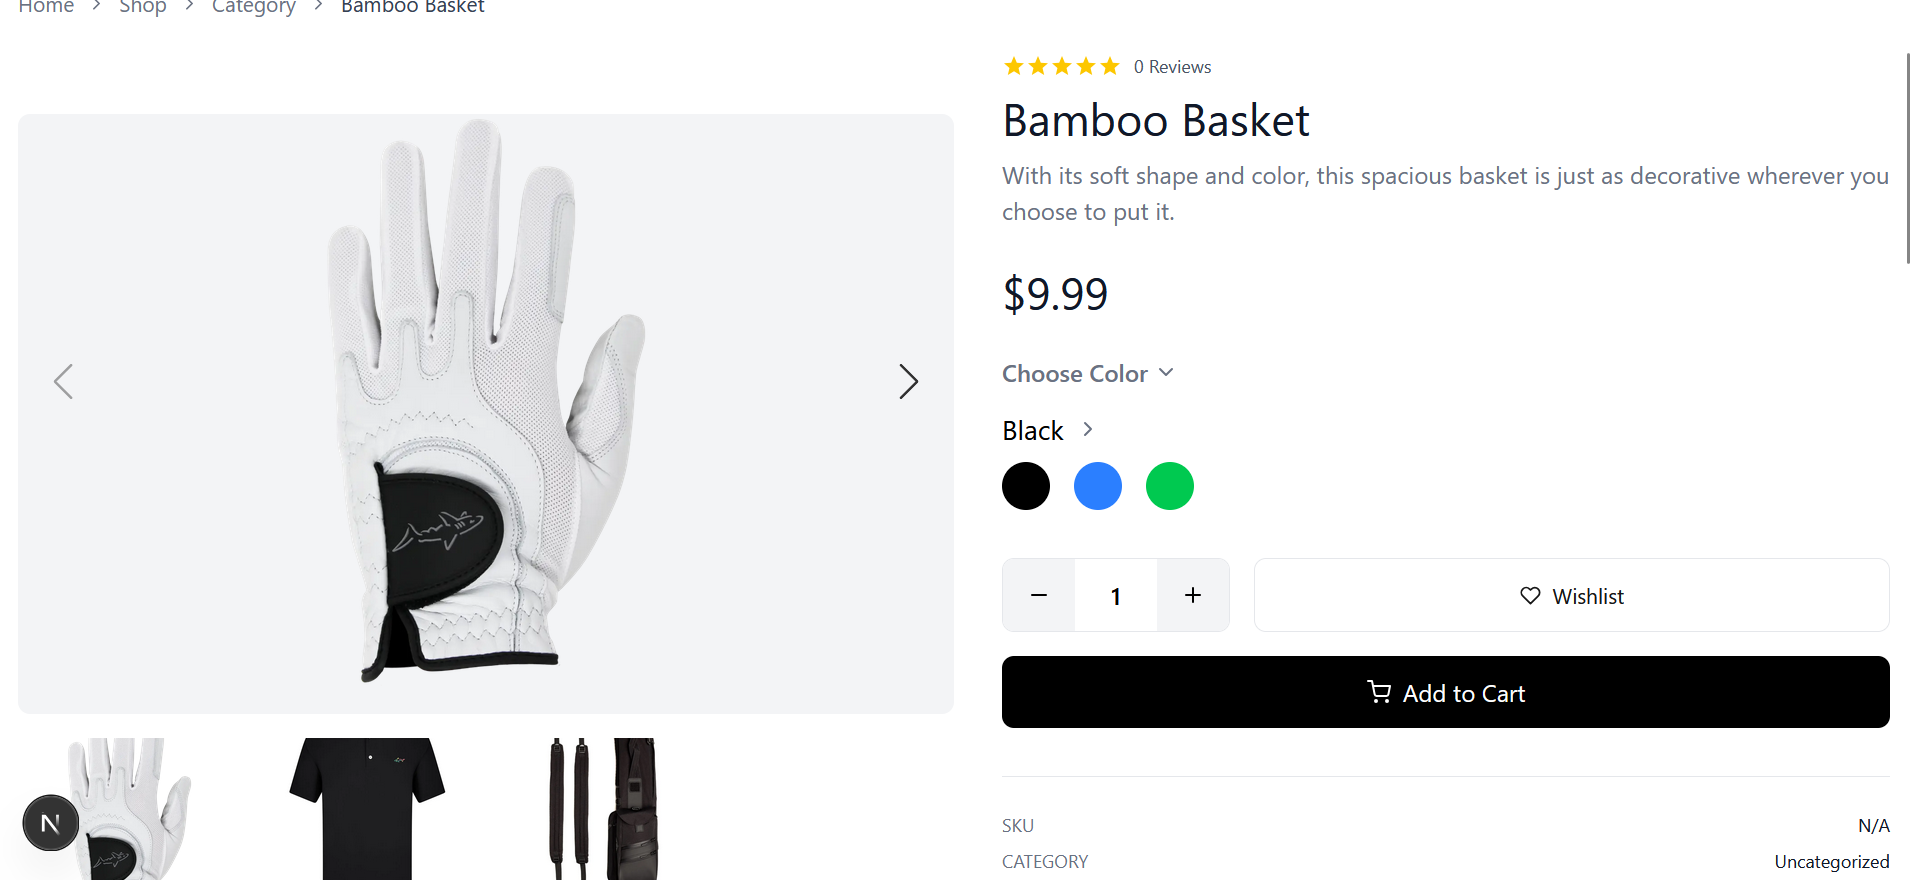 Home > Shop > Category > Bamboo Basket
0 Reviews
Bamboo Basket
With its soft shape and color, this spacious basket is just as decorative wherever you
choose to put it.
$9.99
Choose Color
Black
1
Wishlist
Add to Cart
N
SKU N/A
CATEGORY Uncategorized